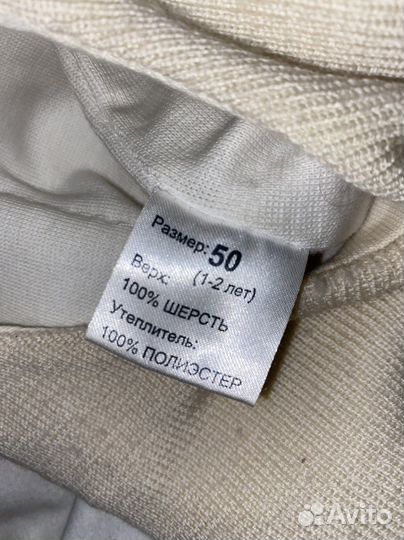 Размер: 50
Верх: (1-2 лет)
100% ШЕРСТЬ
Утеплитель:
100% ПОЛИЭСТЕР
Avito